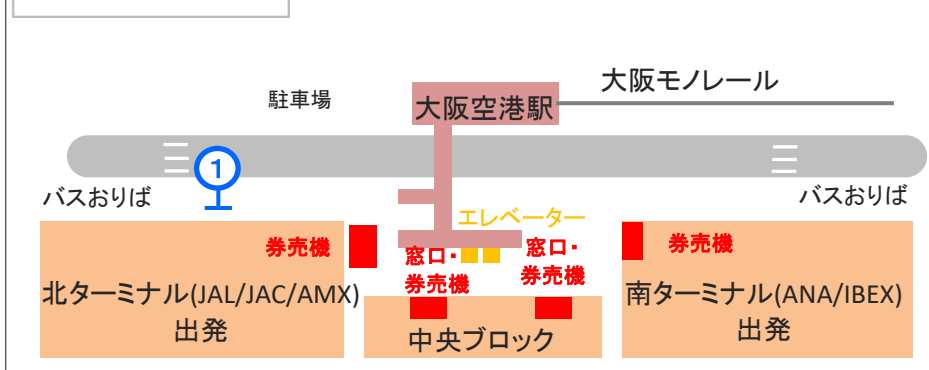 大阪モノレール
駐車場
大阪空港駅
1
バスおりば
バスおりば
エレベーター
券売機
窓口・
券売機
窓口・
券売機
券売機
北ターミナル(JAL/JAC/AMX)
出発
中央ブロック
南ターミナル(ANA/IBEX)
出発